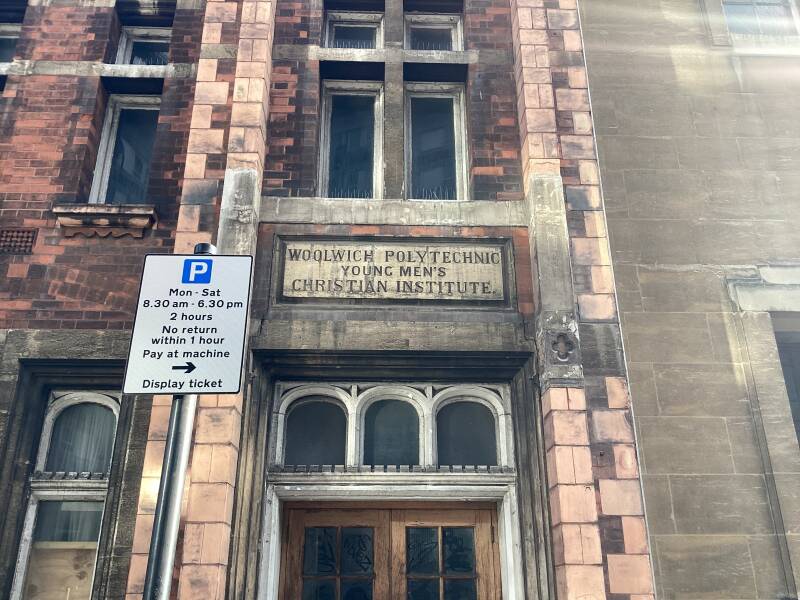 WOOLWICH POLYTECHNIC
YOUNG MEN'S
CHRISTIAN INSTITUTE.
P
Mon - Sat
8.30 am - 6.30 pm
2 hours
No return
within 1 hour
Pay at machine
Display ticket